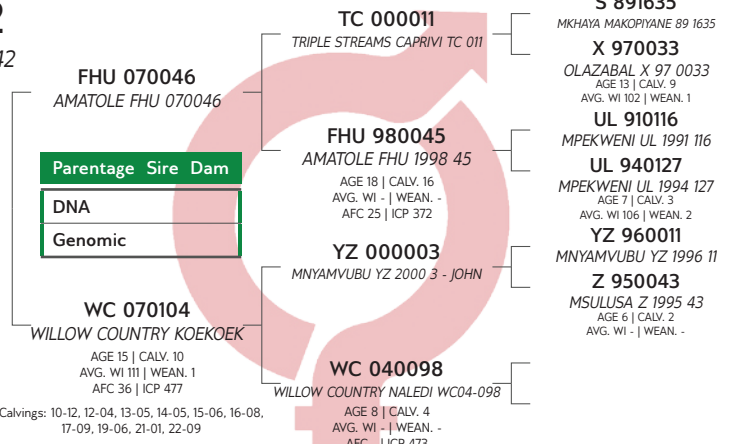 2
42
FHU 070046
AMATOLE FHU 070046
Parentage Sire Dam
DNA
Genomic
WC 070104
WILLOW COUNTRY KOEKOEK
AGE 15 | CALV. 10
AVG. WI 111 | WEAN. 1
AFC 36 | ICP 477
Calvings: 10-12, 12-04, 13-05, 14-05, 15-06, 16-08,
17-09, 19-06, 21-01, 22-09
TC 000011
TRIPLE STREAMS CAPRIVI TC 011
FHU 980045
AMATOLE FHU 1998 45
AGE 18 | CALV. 16
AVG. WI - | WEAN. -
AFC 25 | ICP 372
YZ 000003
MNYAMVUBU YZ 2000 3 - JOHN
WC 040098
WILLOW COUNTRY NALEDI WC04-098
AGE 8 | CALV. 4
AVG. WI - | WEAN. -
AFC - | ICP 473
S 891635
MKHAYA MAKOPIYANE 89 1635
X 970033
OLAZABAL X 97 0033
AGE 13 | CALV. 9
AVG. WI 102 | WEAN. 1
UL 910116
MPEKWENI UL 1991 116
UL 940127
MPEKWENI UL 1994 127
AGE 7 | CALV. 3
AVG. WI 106 | WEAN. 2
YZ 960011
MNYAMVUBU YZ 1996 11
Z 950043
MSULUSA Z 1995 43
AGE 6 | CALV. 2
AVG. WI - | WEAN. -